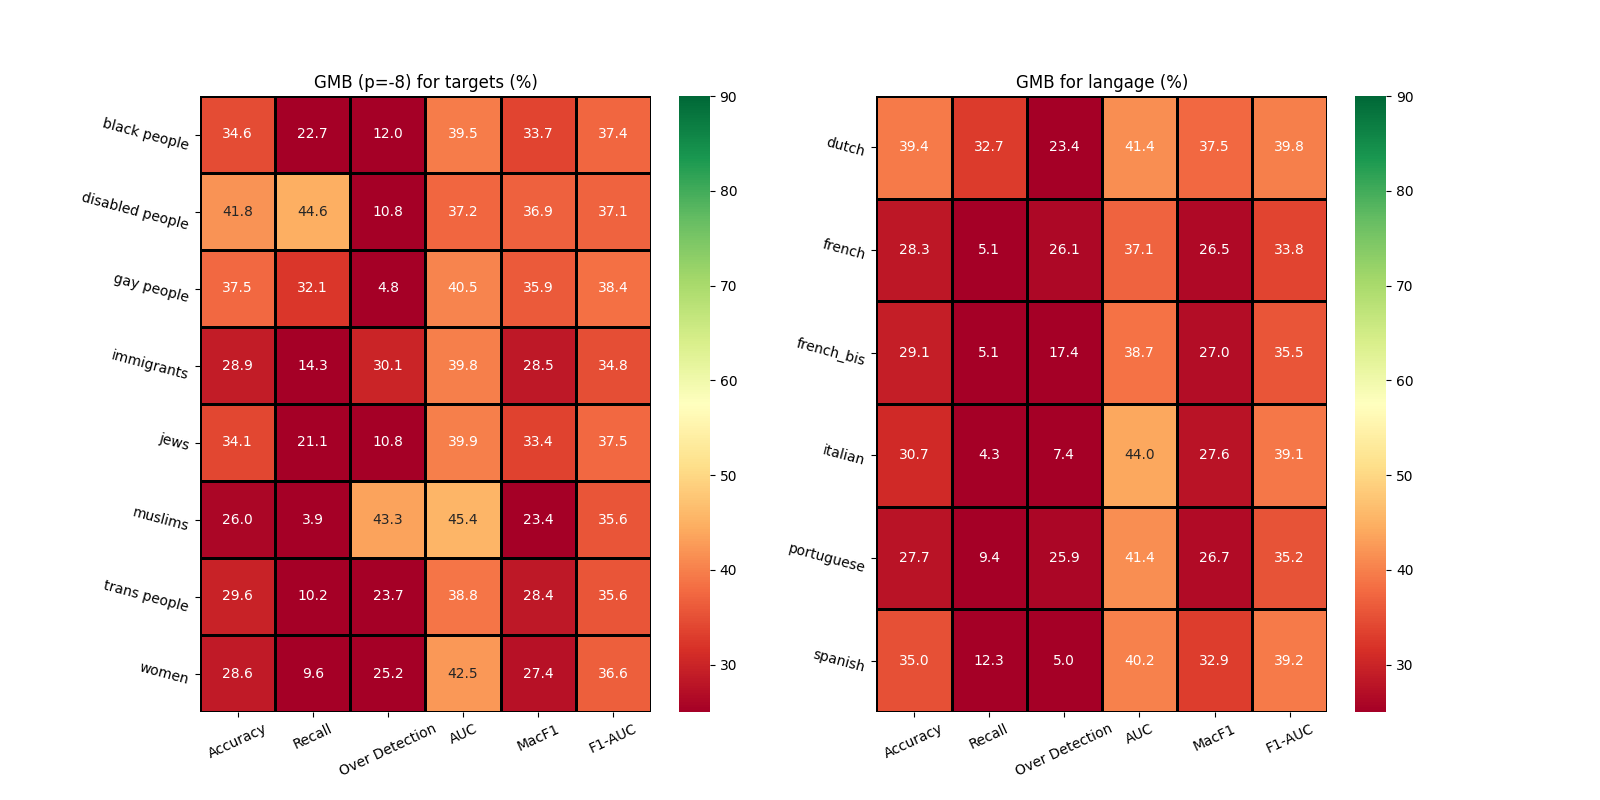 GMB (p=-8) for targets (%)
black people 34.6 22.7 12.0 39.5 33.7 37.4
disabled people 41.8 44.6 10.8 37.2 36.9 37.1
gay people 37.5 32.1 4.8 40.5 35.9 38.4
immigrants 28.9 14.3 30.1 39.8 28.5 34.8
jews 34.1 21.1 10.8 39.9 33.4 37.5
muslims 26.0 3.9 43.3 45.4 23.4 35.6
trans people 29.6 10.2 23.7 38.8 28.4 35.6
women 28.6 9.6 25.2 42.5 27.4 36.6
Accuracy Recall Over Detection AUC MacF1 F1-AUC
90
80
70
60
50
40
30
GMB for langage (%)
dutch 39.4 32.7 23.4 41.4 37.5 39.8
french 28.3 5.1 26.1 37.1 26.5 33.8
french_bis 29.1 5.1 17.4 38.7 27.0 35.5
italian 30.7 4.3 7.4 44.0 27.6 39.1
portuguese 27.7 9.4 25.9 41.4 26.7 35.2
spanish 35.0 12.3 5.0 40.2 32.9 39.2
Accuracy Recall Over Detection AUC MacF1 F1-AUC
90
80
70
60
50
40
30